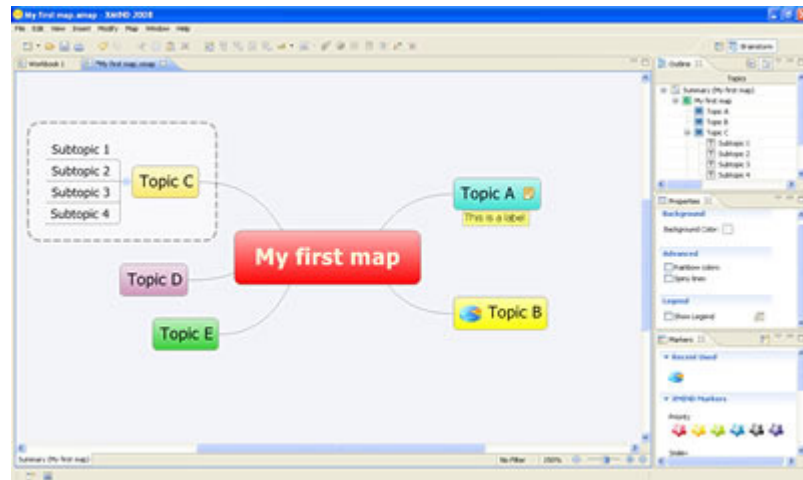 My first map.xmap - XMIND 2008
File Edit View Insert Modify Map Window Help
Brainstorm
Workbook 1
*My first map.xmap
Subtopic 1
Subtopic 2
Subtopic 3
Subtopic 4
Topic C
Topic A
This is a label
My first map
Topic D
Topic B
Topic E
Summary (My first map)
No Filter
Outline
Topics
Summary (My first map)
My first map
Topic A
Topic B
Topic C
Subtopic 1
Subtopic 2
Subtopic 3
Subtopic 4
Properties
Background
Background Color:
Advanced
Rainbow colors
Spiny lines
Legend
Show Legend
Markers
Recent Used
XMIND Markers
Priority